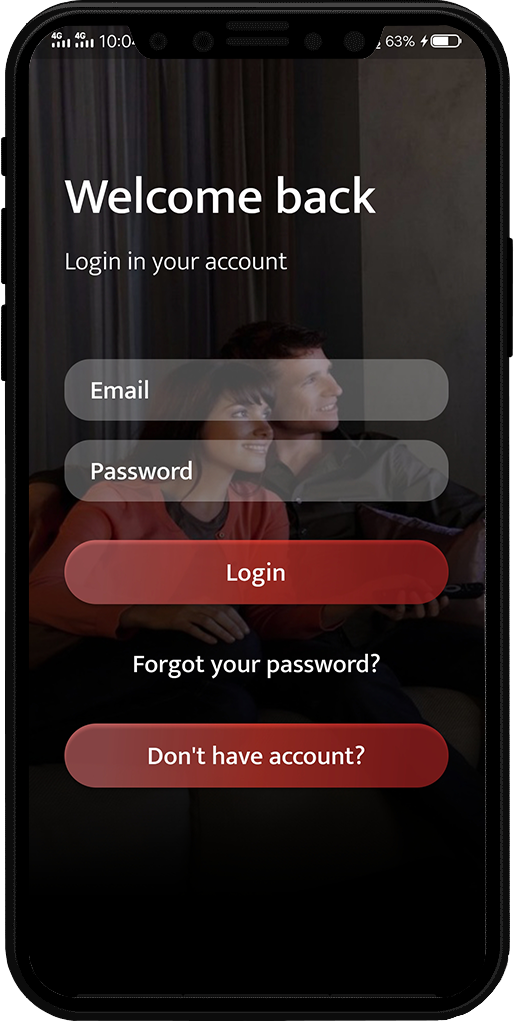 4G 4G 10:0 63%
Welcome back
Login in your account
Email
Password
Login
Forgot your password?
Don't have account?